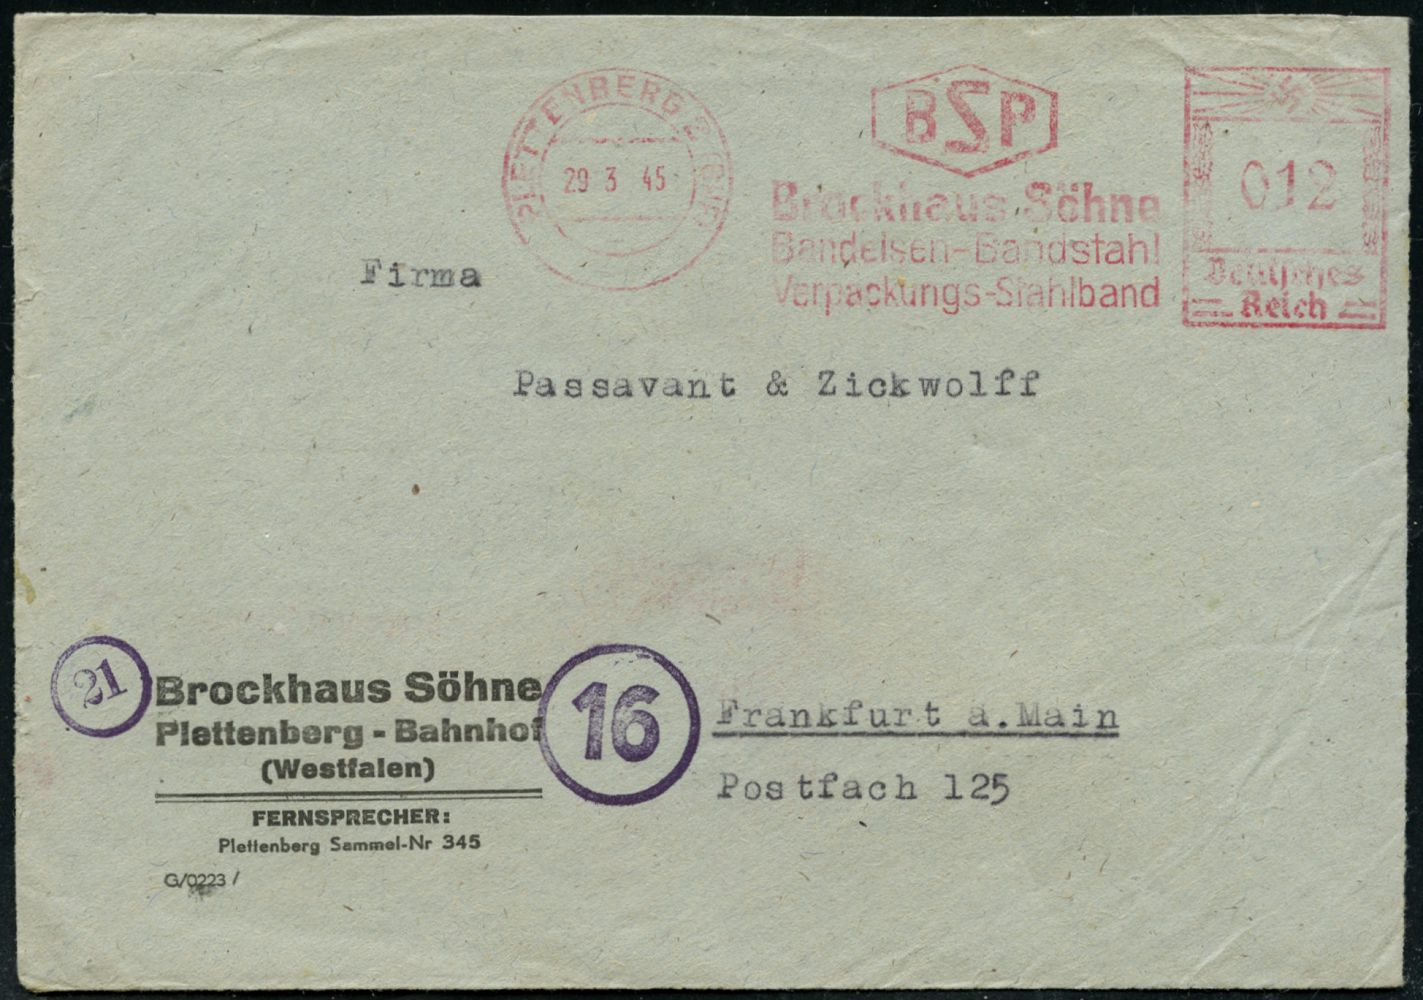 PLETTENBERG 2
29 3 45
BSP
Brockhaus Söhne
Bandeisen-Bandstahl
Verpackungs-Stahlband
012
Deutsches
Reich
Firma
Passavant & Zickwolff
21
Brockhaus Söhne
Plettenberg - Bahnhof
(Westfalen)
FERNSPRECHER:
Plettenberg Sammel-Nr 345
G/0223 /
16
Frankfurt a.Main
Postfach 125